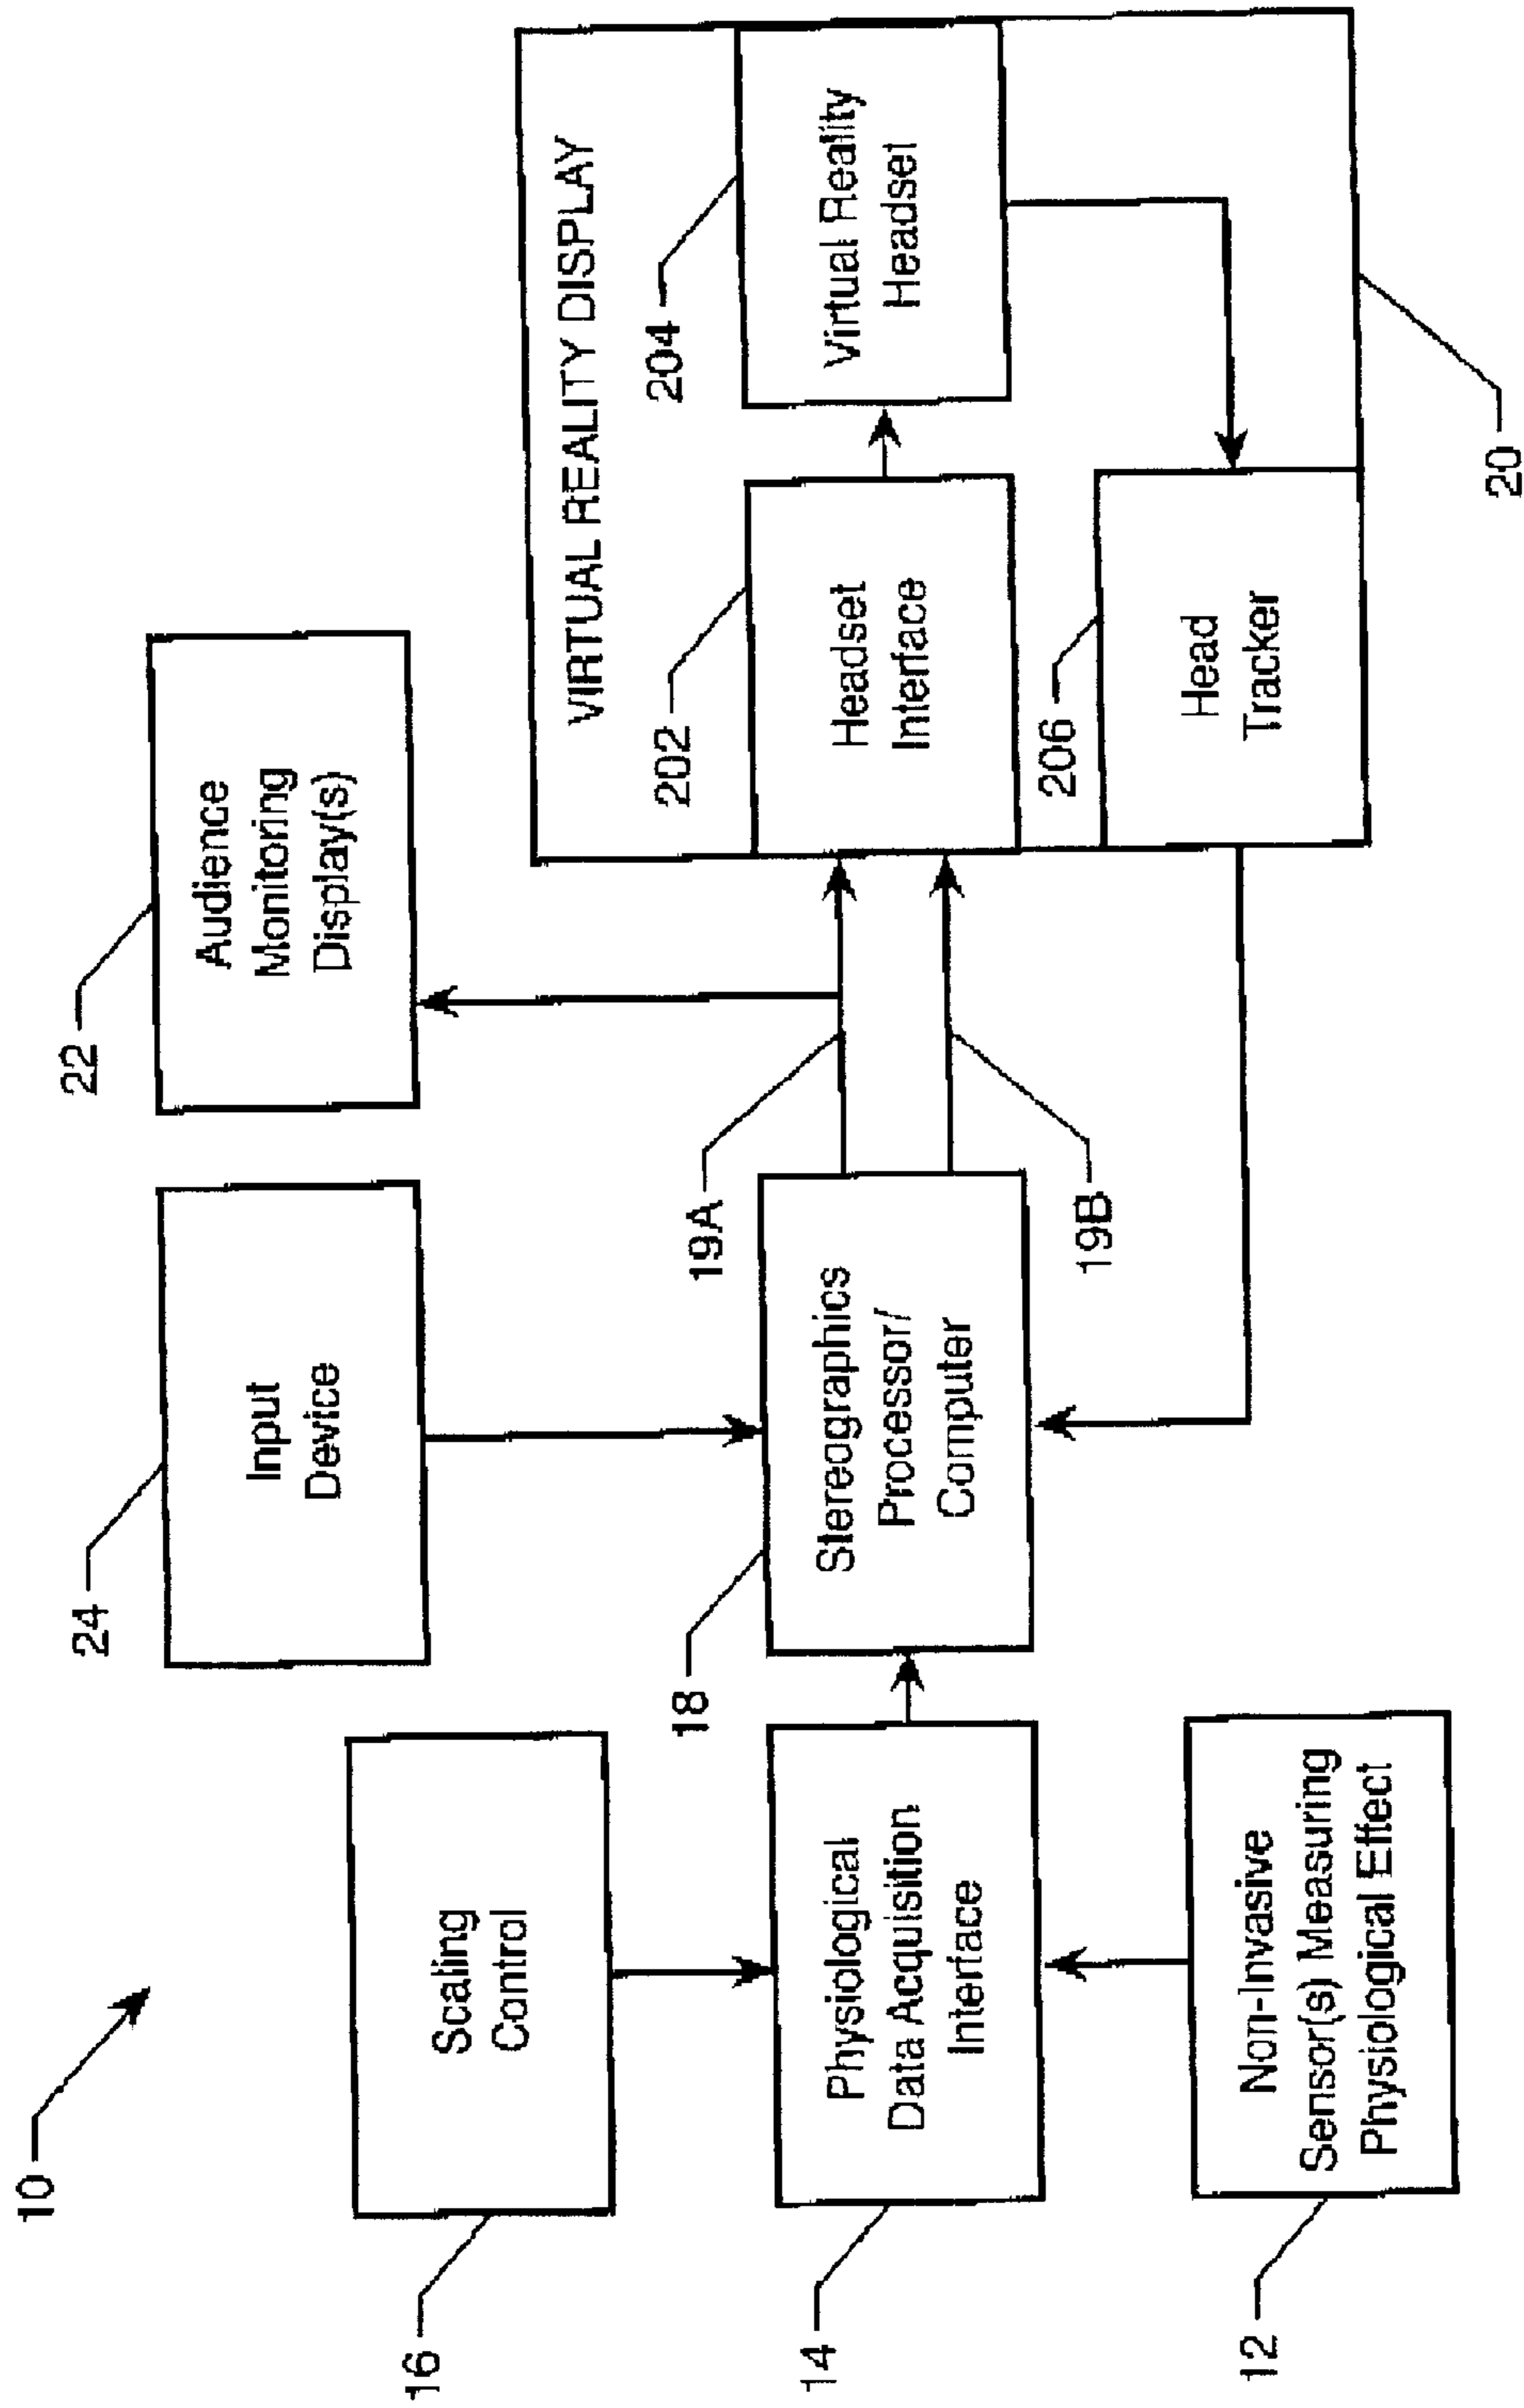 10
22
Audience
Monitoring
Display(s)
24
Input
Device
16
Scaling
Control
VIRTUAL REALITY DISPLAY
204
Virtual Reality
Headset
202
Headset
Interface
206
Head
Tracker
20
19A
19B
18
Stereographics
Processor/
Computer
14
Physiological
Data Acquisition
Interface
12
Non-Invasive
Sensor(s) Measuring
Physiological Effect